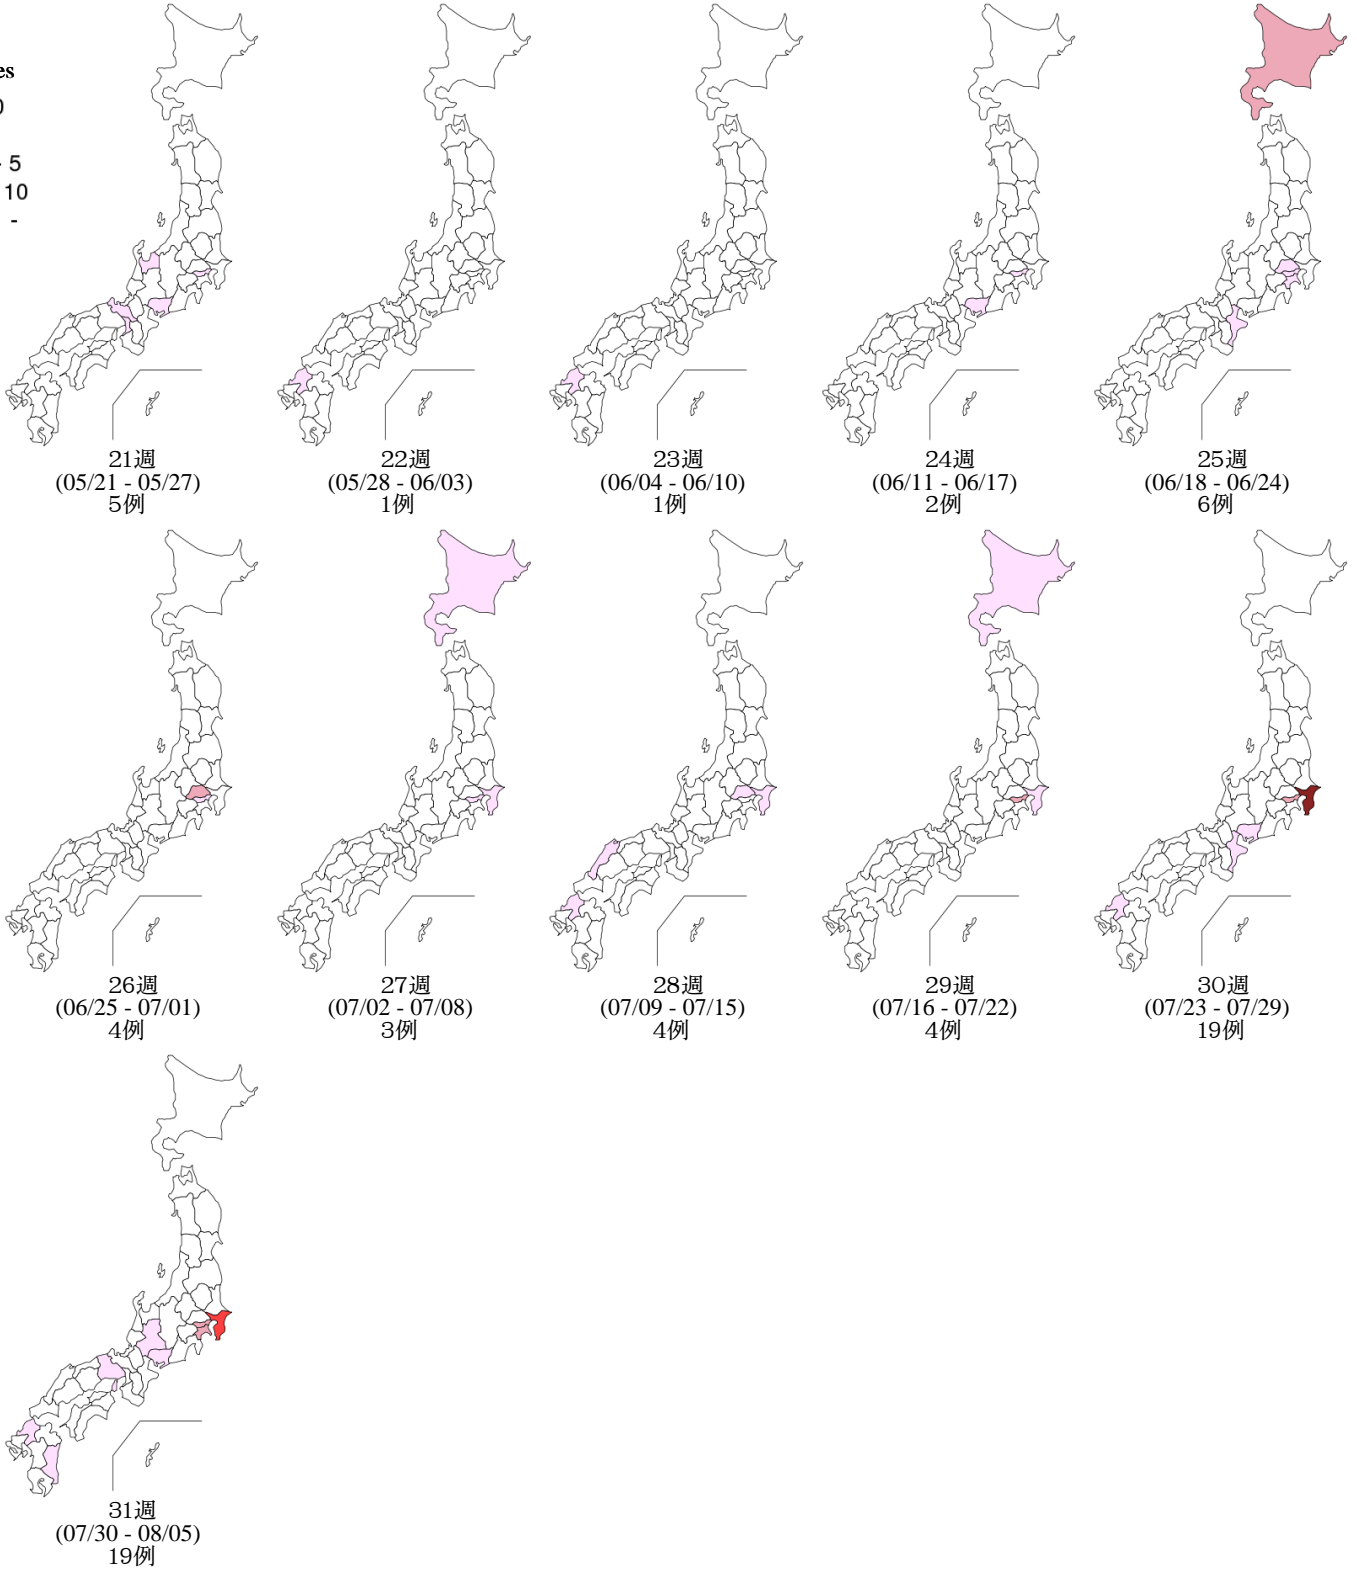 es
0
- 5
10
-
21週
(05/21 - 05/27)
5例
22週
(05/28 - 06/03)
1例
23週
(06/04 - 06/10)
1例
24週
(06/11 - 06/17)
2例
25週
(06/18 - 06/24)
6例
26週
(06/25 - 07/01)
4例
27週
(07/02 - 07/08)
3例
28週
(07/09 - 07/15)
4例
29週
(07/16 - 07/22)
4例
30週
(07/23 - 07/29)
19例
31週
(07/30 - 08/05)
19例